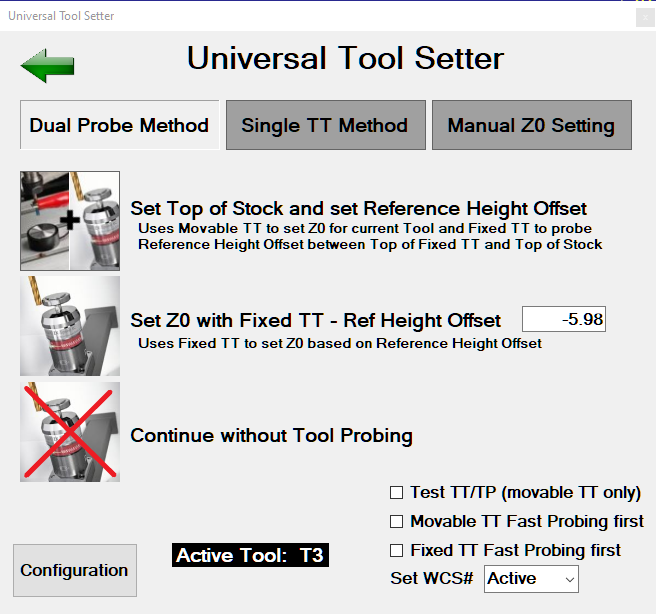 Universal Tool Setter
x
Universal Tool Setter
Dual Probe Method
Single TT Method
Manual Z0 Setting
Set Top of Stock and set Reference Height Offset
Uses Movable TT to set Z0 for current Tool and Fixed TT to probe
Reference Height Offset between Top of Fixed TT and Top of Stock
Set Z0 with Fixed TT - Ref Height Offset
-5.98
Uses Fixed TT to set Z0 based on Reference Height Offset
Continue without Tool Probing
Test TT/TP (movable TT only)
Movable TT Fast Probing first
Fixed TT Fast Probing first
Set WCS# Active
Active Tool: T3
Configuration